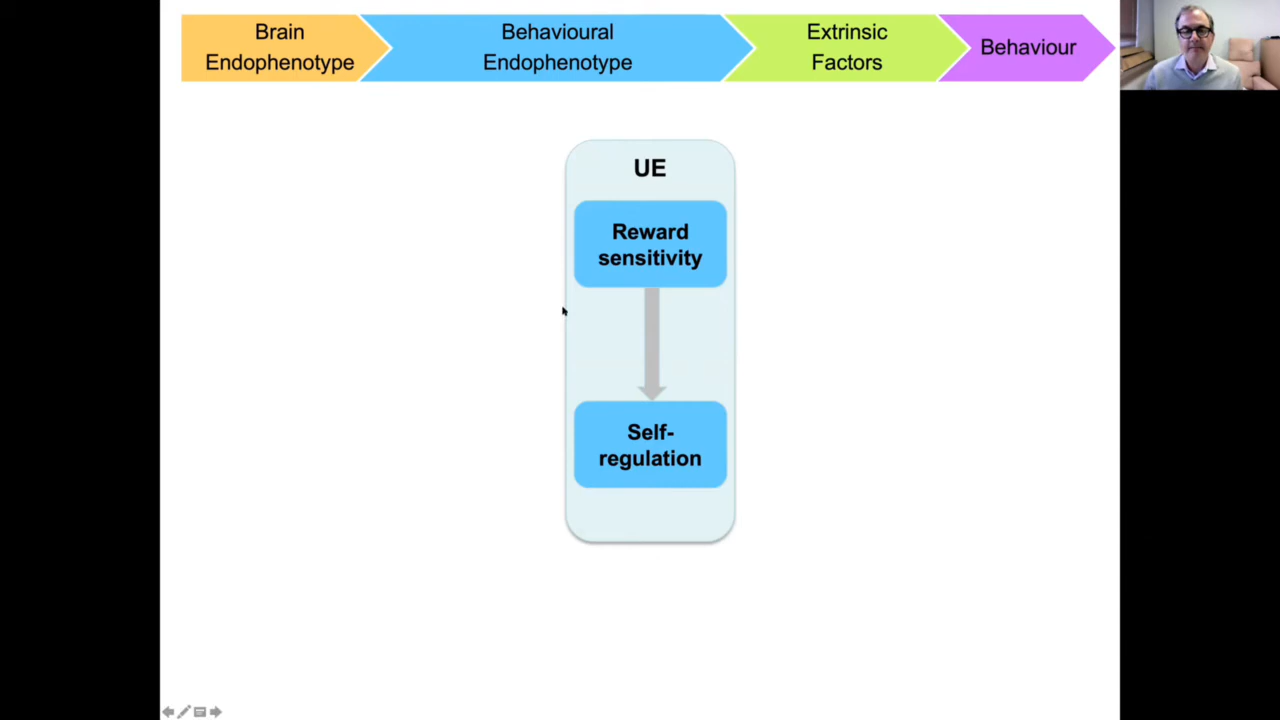 Brain
Endophenotype
Behavioural
Endophenotype
Extrinsic
Factors
Behaviour
UE
Reward
sensitivity
Self-
regulation